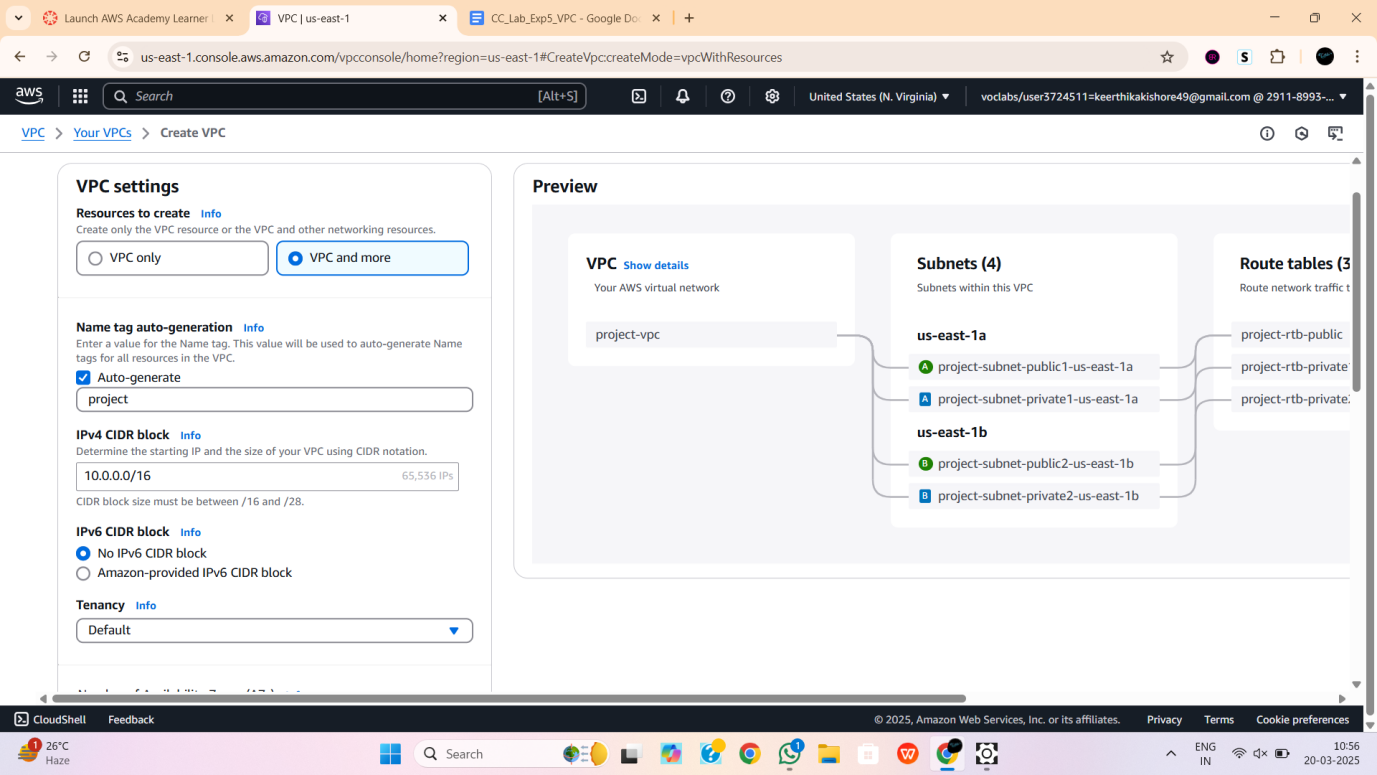 Launch AWS Academy Learner
VPC | us-east-1
CC_Lab_Exp5_VPC - Google Do
us-east-1.console.aws.amazon.com/vpcconsole/home?region=us-east-1#CreateVpc:createMode=vpcWithResources
aws
Search
[Alt+S]
United States (N. Virginia)
voclabs/user3724511=keerthikakishore49@gmail.com @ 2911-8993-...
VPC > Your VPCs > Create VPC
VPC settings
Resources to create Info
Create only the VPC resource or the VPC and other networking resources.
VPC only
VPC and more
Name tag auto-generation Info
Enter a value for the Name tag. This value will be used to auto-generate Name
tags for all resources in the VPC.
Auto-generate
project
IPv4 CIDR block Info
Determine the starting IP and the size of your VPC using CIDR notation.
10.0.0.0/16 65,536 IPs
CIDR block size must be between /16 and /28.
IPv6 CIDR block Info
No IPv6 CIDR block
Amazon-provided IPv6 CIDR block
Tenancy Info
Default
Preview
VPC Show details
Your AWS virtual network
project-vpc
Subnets (4)
Subnets within this VPC
us-east-1a
A project-subnet-public1-us-east-1a
A project-subnet-private1-us-east-1a
us-east-1b
B project-subnet-public2-us-east-1b
B project-subnet-private2-us-east-1b
Route tables (3
Route network traffic t
project-rtb-public
project-rtb-private1
project-rtb-private2
CloudShell
Feedback
© 2025, Amazon Web Services, Inc. or its affiliates.
Privacy
Terms
Cookie preferences
1
26°C
Haze
Search
1
ENG
IN
10:56
20-03-2025